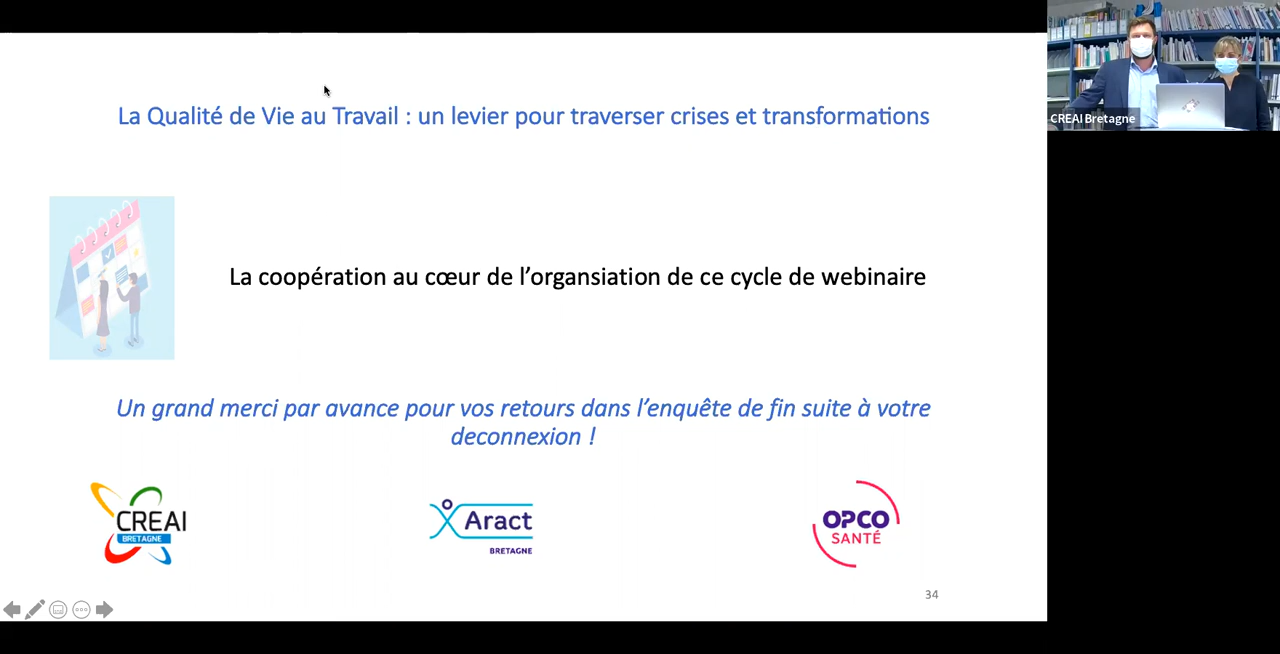 La Qualité de Vie au Travail : un levier pour traverser crises et transformations
CREAI Bretagne
La coopération au cœur de l’organsiation de ce cycle de webinaire
Un grand merci par avance pour vos retours dans l’enquête de fin suite à votre
deconnexion !
CREAI
BRETAGNE
Aract
BRETAGNE
OPCO
SANTÉ
34